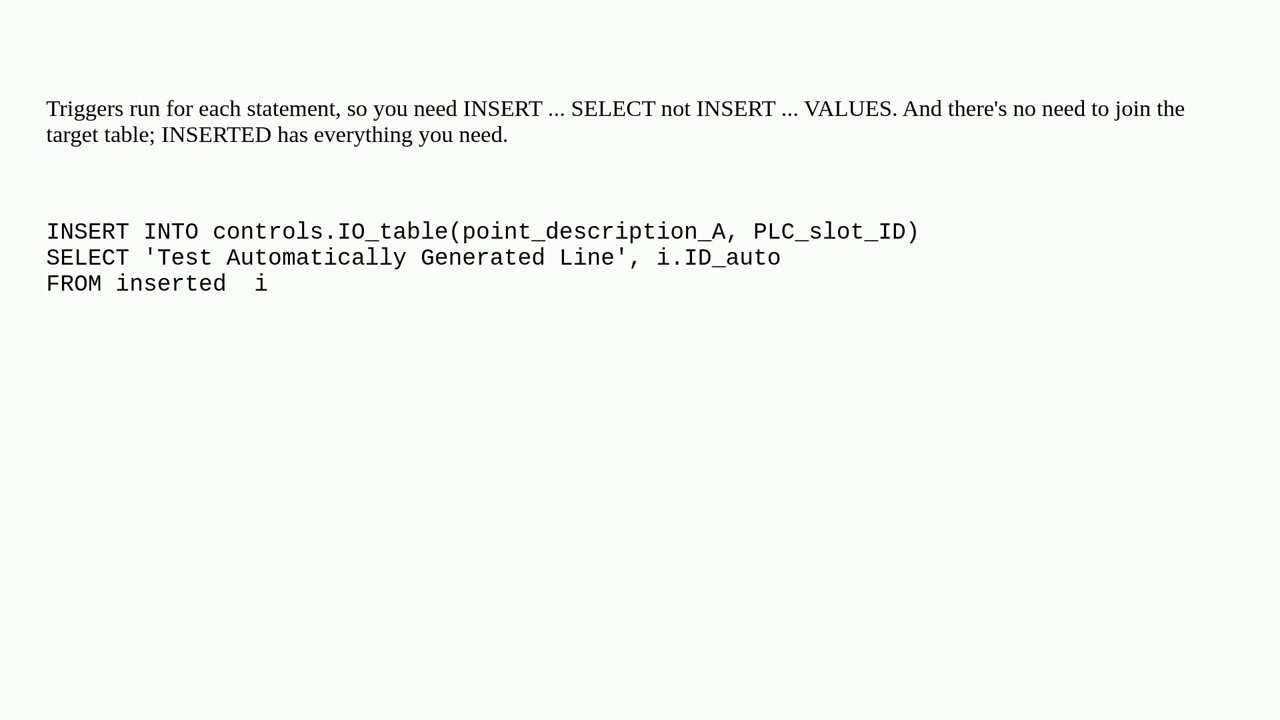 Triggers run for each statement, so you need INSERT ... SELECT not INSERT ... VALUES. And there's no need to join the
target table; INSERTED has everything you need.
INSERT INTO controls.IO_table(point_description_A, PLC_slot_ID)
SELECT 'Test Automatically Generated Line', i.ID_auto
FROM inserted  i